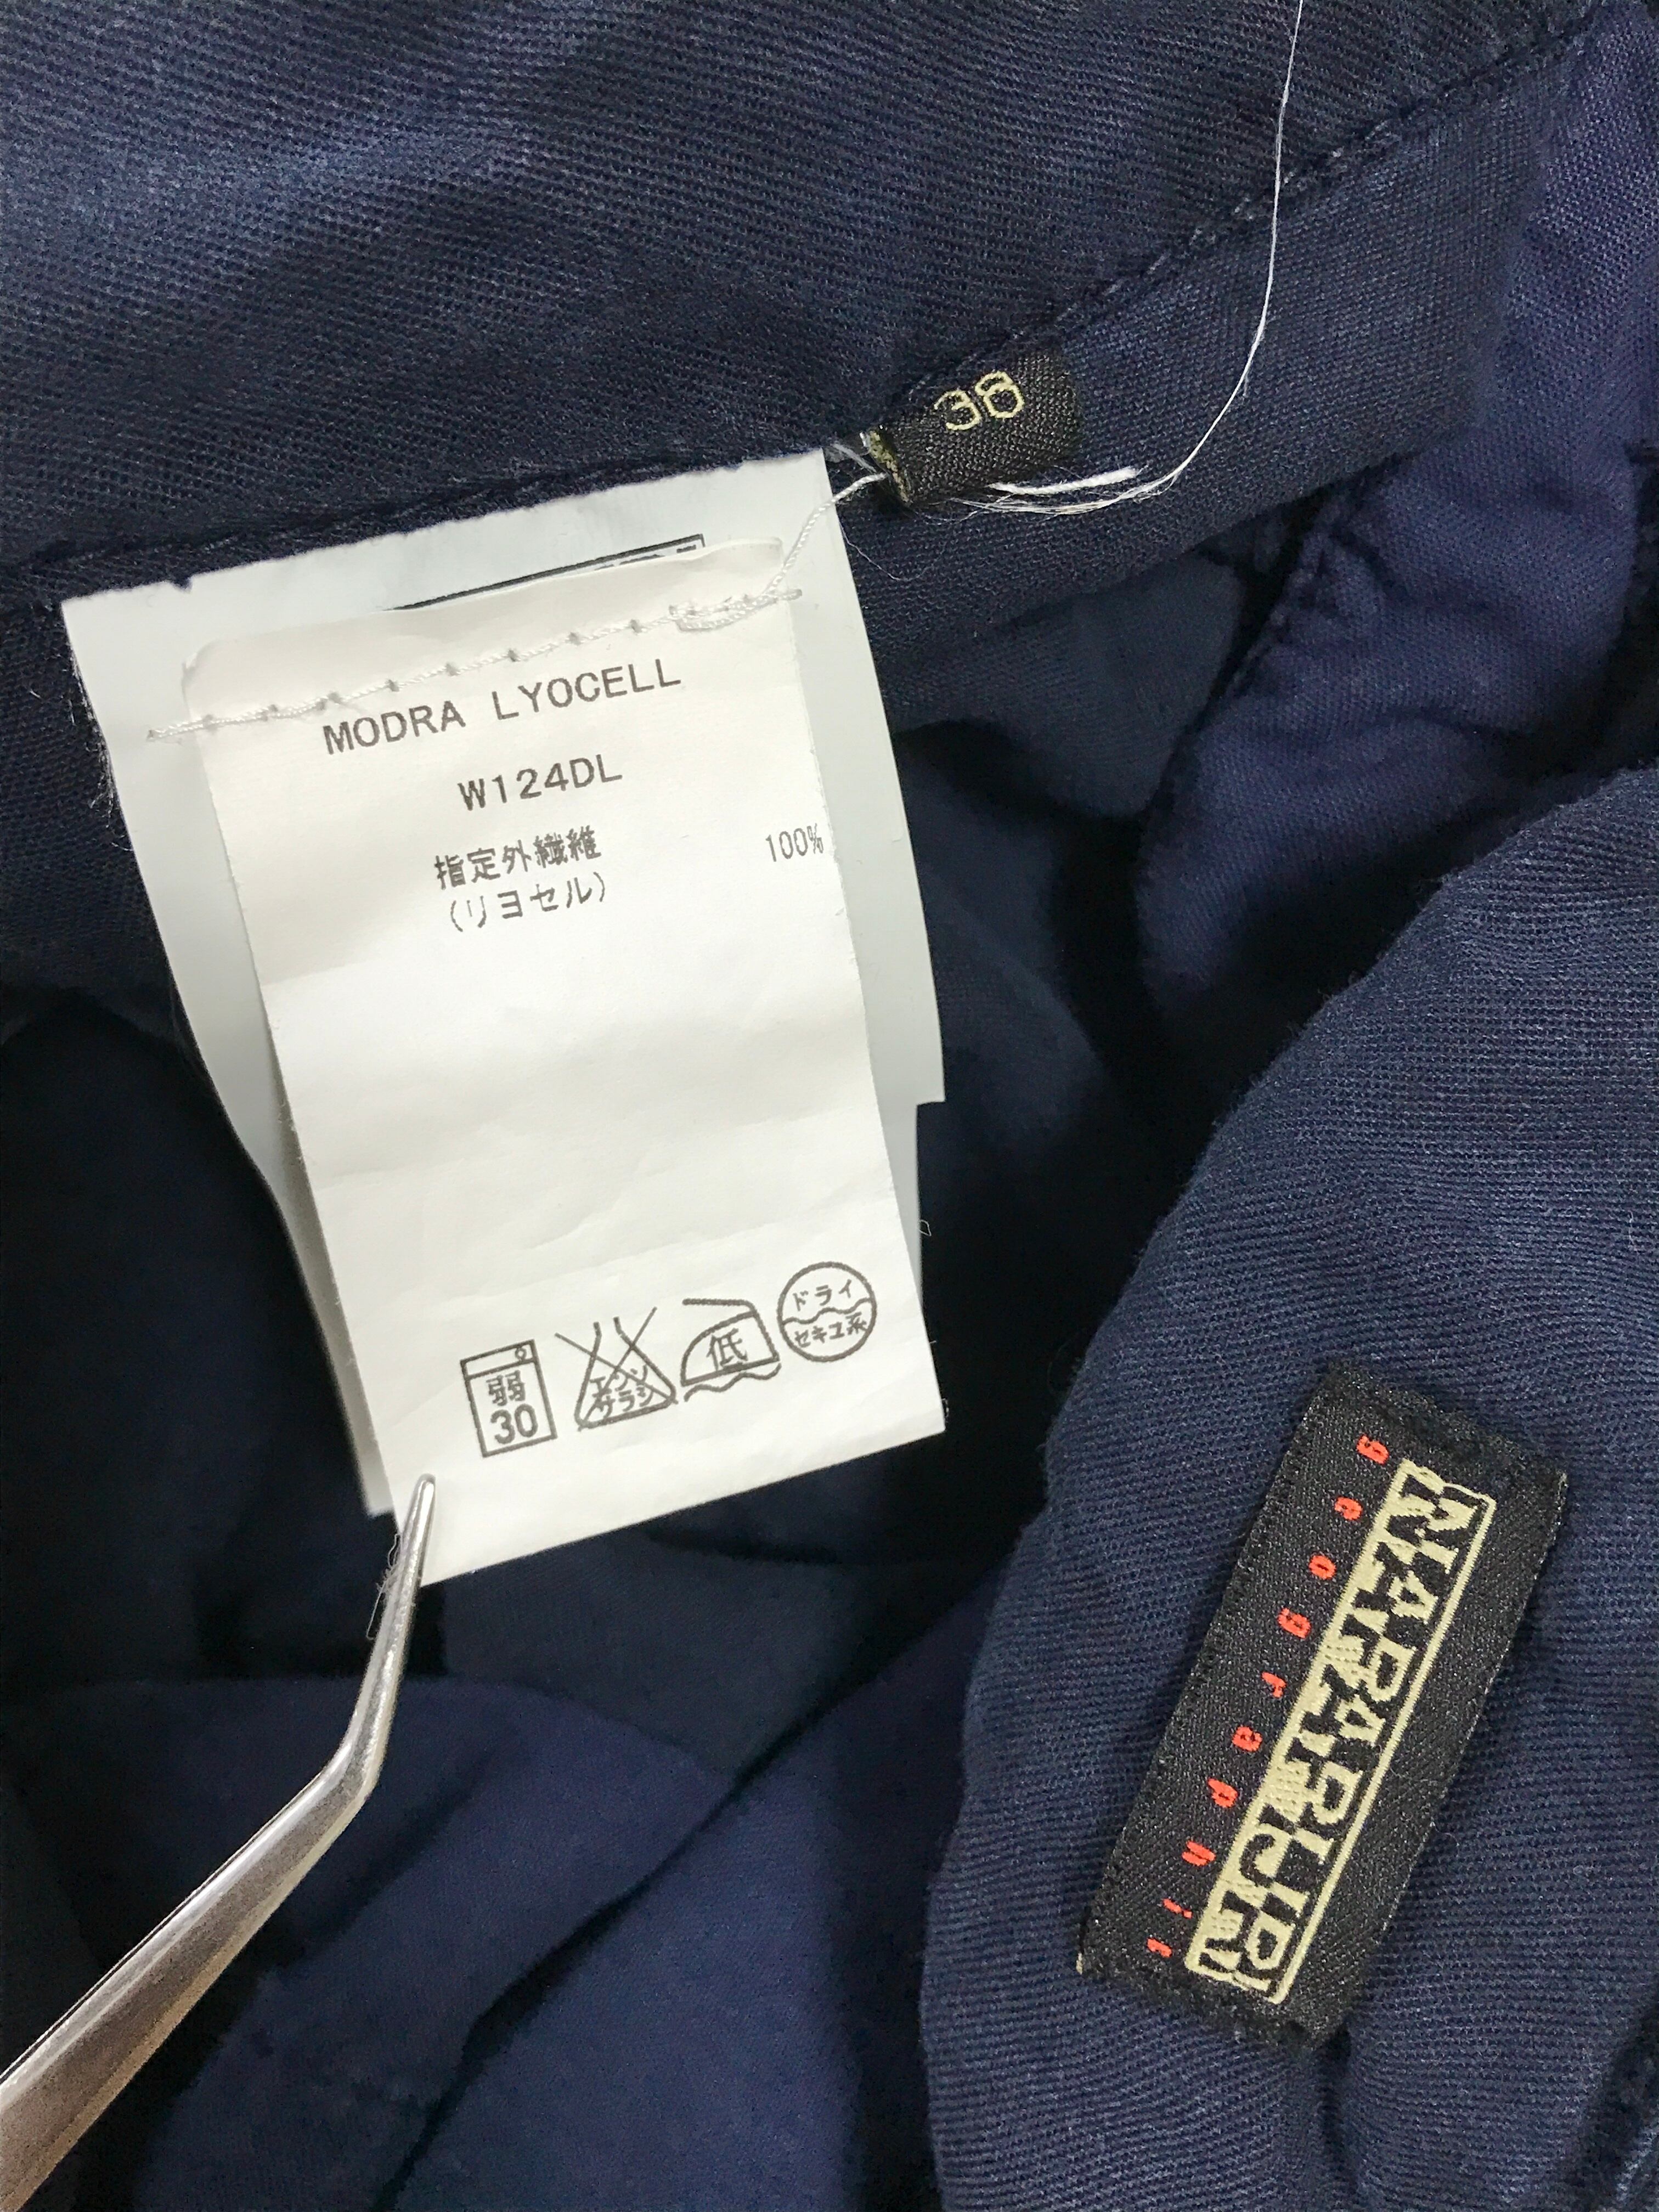 38
MODRA LYOCELL
W124DL
指定外繊維 100%
(リヨセル)
弱
30
エンソ
サラシ
低
ドライ
セキユ系
NAPAPIJRI